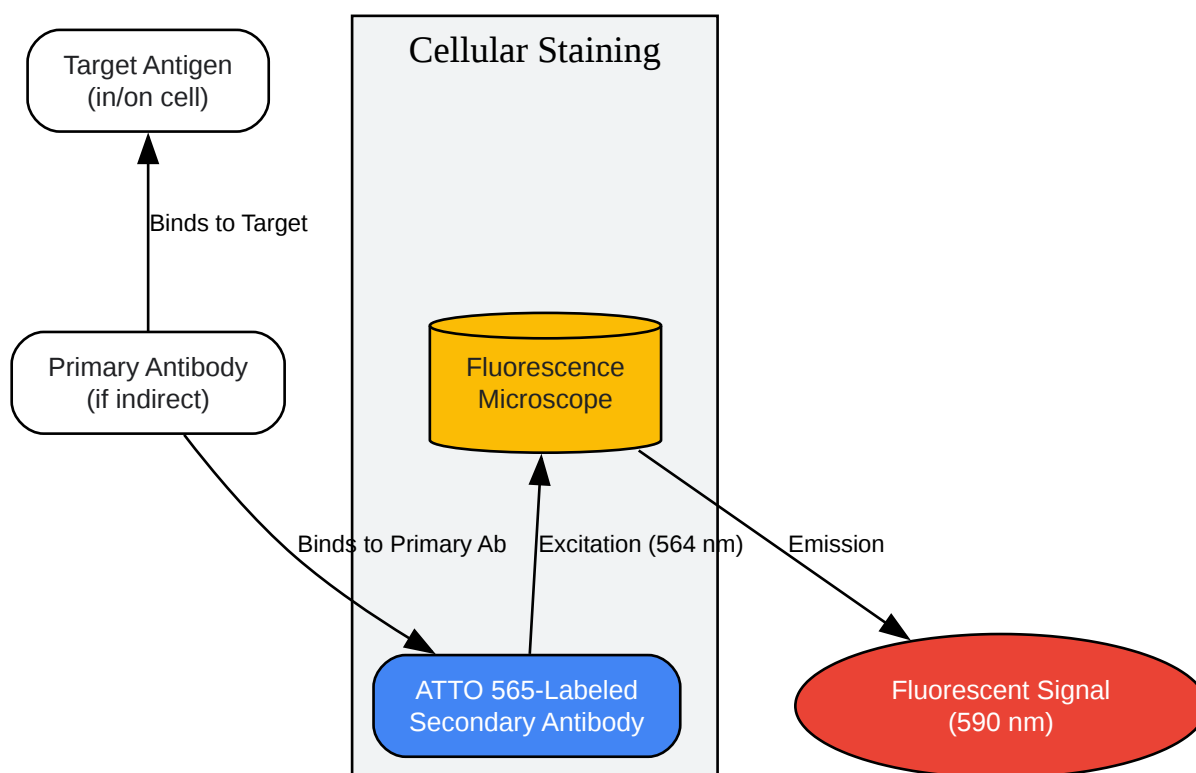 Cellular Staining
Target Antigen
(in/on cell)
Binds to Target
Primary Antibody
(if indirect)
Fluorescence
Microscope
Binds to Primary Ab
Excitation (564 nm)
Emission
ATTO 565-Labeled
Secondary Antibody
Fluorescent Signal
(590 nm)